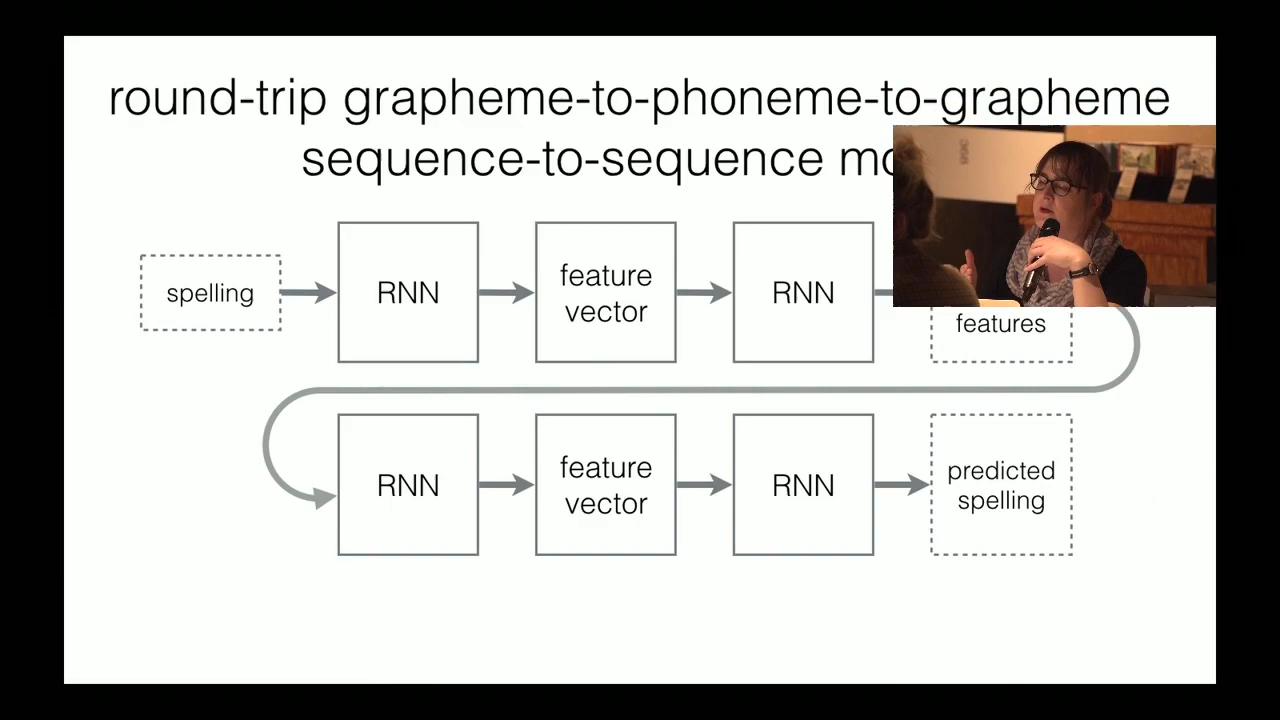 round-trip grapheme-to-phoneme-to-grapheme
sequence-to-sequence
spelling
RNN
feature
vector
RNN
features
RNN
feature
vector
RNN
predicted
spelling